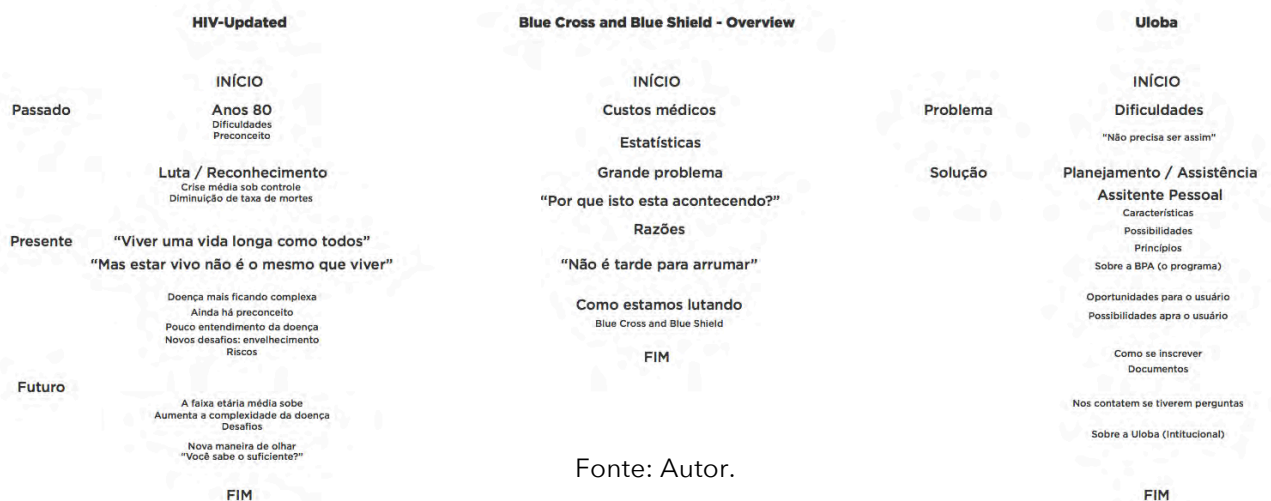 HIV-Updated
INÍCIO
Passado
Anos 80
Dificuldades
Preconceito
Luta / Reconhecimento
Crise média sob controle
Diminuição de taxa de mortes
Presente
“Viver uma vida longa como todos”
“Mas estar vivo não é o mesmo que viver”
Doença mais ficando complexa
Ainda há preconceito
Pouco entendimento da doença
Novos desafios: envelhecimento
Riscos
Futuro
A faixa etária média sobe
Aumenta a complexidade da doença
Desafios
Nova maneira de olhar
"Você sabe o suficiente?"
FIM
Blue Cross and Blue Shield - Overview
INÍCIO
Custos médicos
Estatísticas
Grande problema
“Por que isto esta acontecendo?”
Razões
“Não é tarde para arrumar”
Como estamos lutando
Blue Cross and Blue Shield
FIM
Uloba
INÍCIO
Problema
Dificuldades
"Não precisa ser assim"
Solução
Planejamento / Assistência
Assitente Pessoal
Características
Possibilidades
Princípios
Sobre a BPA (o programa)
Oportunidades para o usuário
Possibilidades apra o usuário
Como se inscrever
Documentos
Nos contatem se tiverem perguntas
Sobre a Uloba (Intitucional)
FIM
Fonte: Autor.